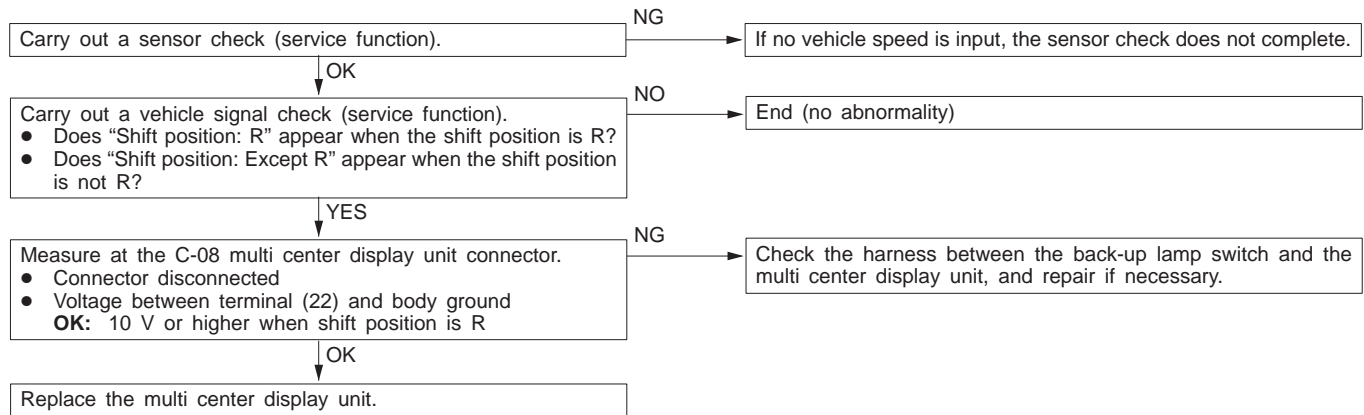 Carry out a sensor check (service function).
NG
If no vehicle speed is input, the sensor check does not complete.
OK
Carry out a vehicle signal check (service function).
● Does “Shift position: R” appear when the shift position is R?
● Does “Shift position: Except R” appear when the shift position
is not R?
NO
End (no abnormality)
YES
Measure at the C-08 multi center display unit connector.
● Connector disconnected
● Voltage between terminal (22) and body ground
OK: 10 V or higher when shift position is R
NG
Check the harness between the back-up lamp switch and the
multi center display unit, and repair if necessary.
OK
Replace the multi center display unit.